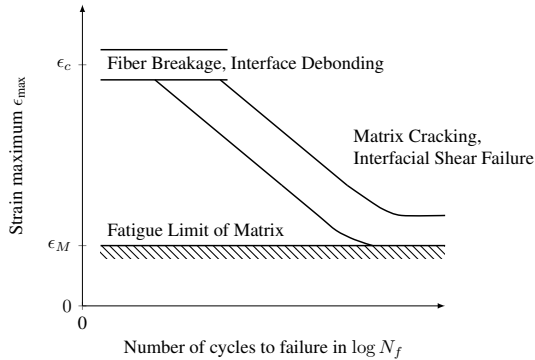 Strain maximum ϵmax
ϵc
Fiber Breakage, Interface Debonding
Matrix Cracking,
Interfacial Shear Failure
Fatigue Limit of Matrix
ϵM
0
0
Number of cycles to failure in log Nf